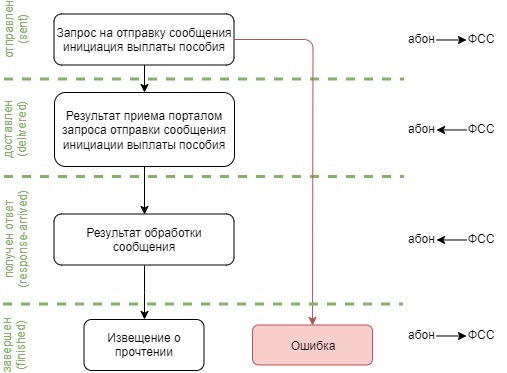 отправлен
(sent)
Запрос на отправку сообщения
инициация выплаты пособия
абон
ФСС
доставлен
(delivered)
Результат приема порталом
запроса отправки сообщения
инициации выплаты пособия
абон
ФСС
получен ответ
(response-arrived)
Результат обработки
сообщения
абон
ФСС
завершен
(finished)
Извещение о
прочтении
Ошибка
абон
ФСС